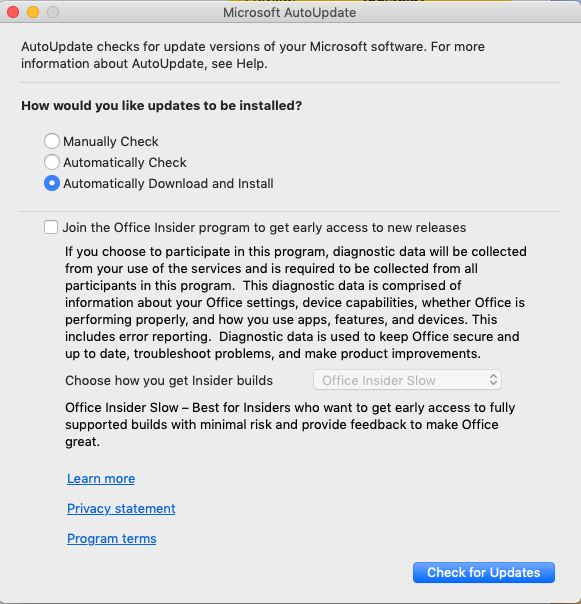 Microsoft AutoUpdate
AutoUpdate checks for update versions of your Microsoft software. For more
information about AutoUpdate, see Help.
How would you like updates to be installed?
Manually Check
Automatically Check
Automatically Download and Install
Join the Office Insider program to get early access to new releases
If you choose to participate in this program, diagnostic data will be collected
from your use of the services and is required to be collected from all
participants in this program.  This diagnostic data is comprised of
information about your Office settings, device capabilities, whether Office is
performing properly, and how you use apps, features, and devices. This
includes error reporting.  Diagnostic data is used to keep Office secure and
up to date, troubleshoot problems, and make product improvements.
Choose how you get Insider builds Office Insider Slow
Office Insider Slow – Best for Insiders who want to get early access to fully
supported builds with minimal risk and provide feedback to make Office
great.
Learn more
Privacy statement
Program terms
Check for Updates